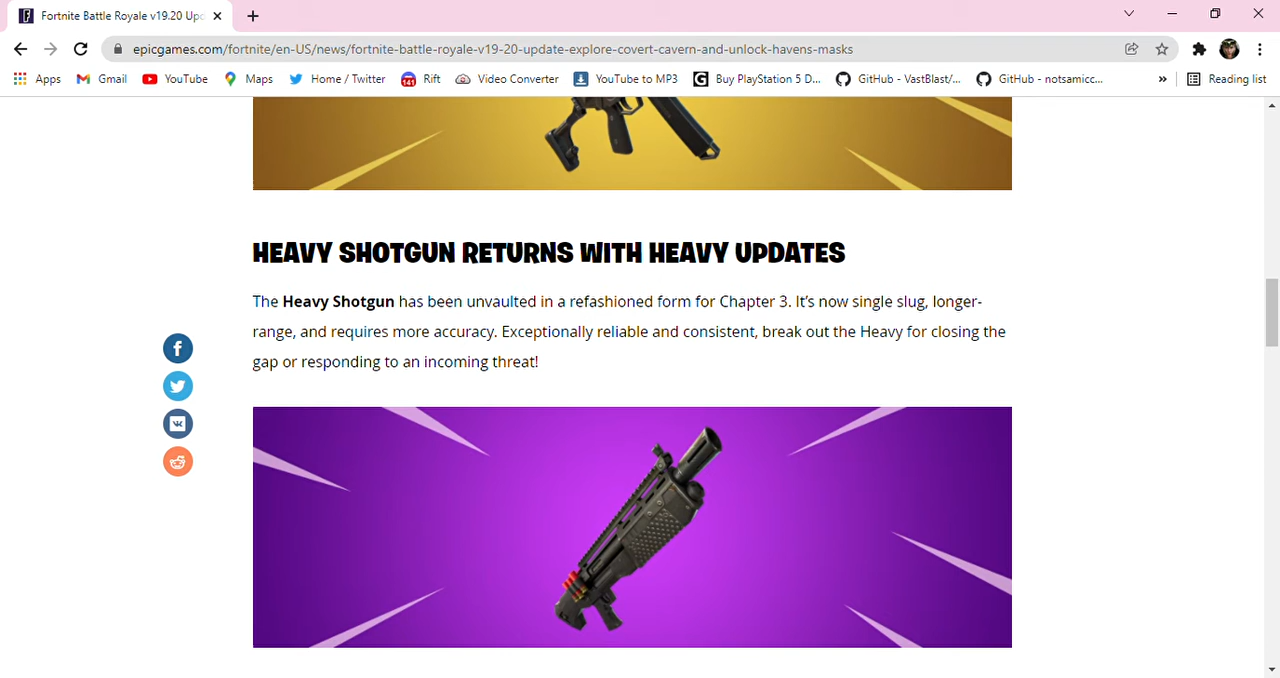 Fortnite Battle Royale v19.20 Upd
epicgames.com/fortnite/en-US/news/fortnite-battle-royale-v19-20-update-explore-covert-cavern-and-unlock-havens-masks
Apps Gmail YouTube Maps Home / Twitter 141 Rift Video Converter YouTube to MP3 G Buy PlayStation 5 D... GitHub - VastBlast/... GitHub - notsamicc... » Reading list
HEAVY SHOTGUN RETURNS WITH HEAVY UPDATES
The Heavy Shotgun has been unvaulted in a refashioned form for Chapter 3. It’s now single slug, longer-
range, and requires more accuracy. Exceptionally reliable and consistent, break out the Heavy for closing the
gap or responding to an incoming threat!